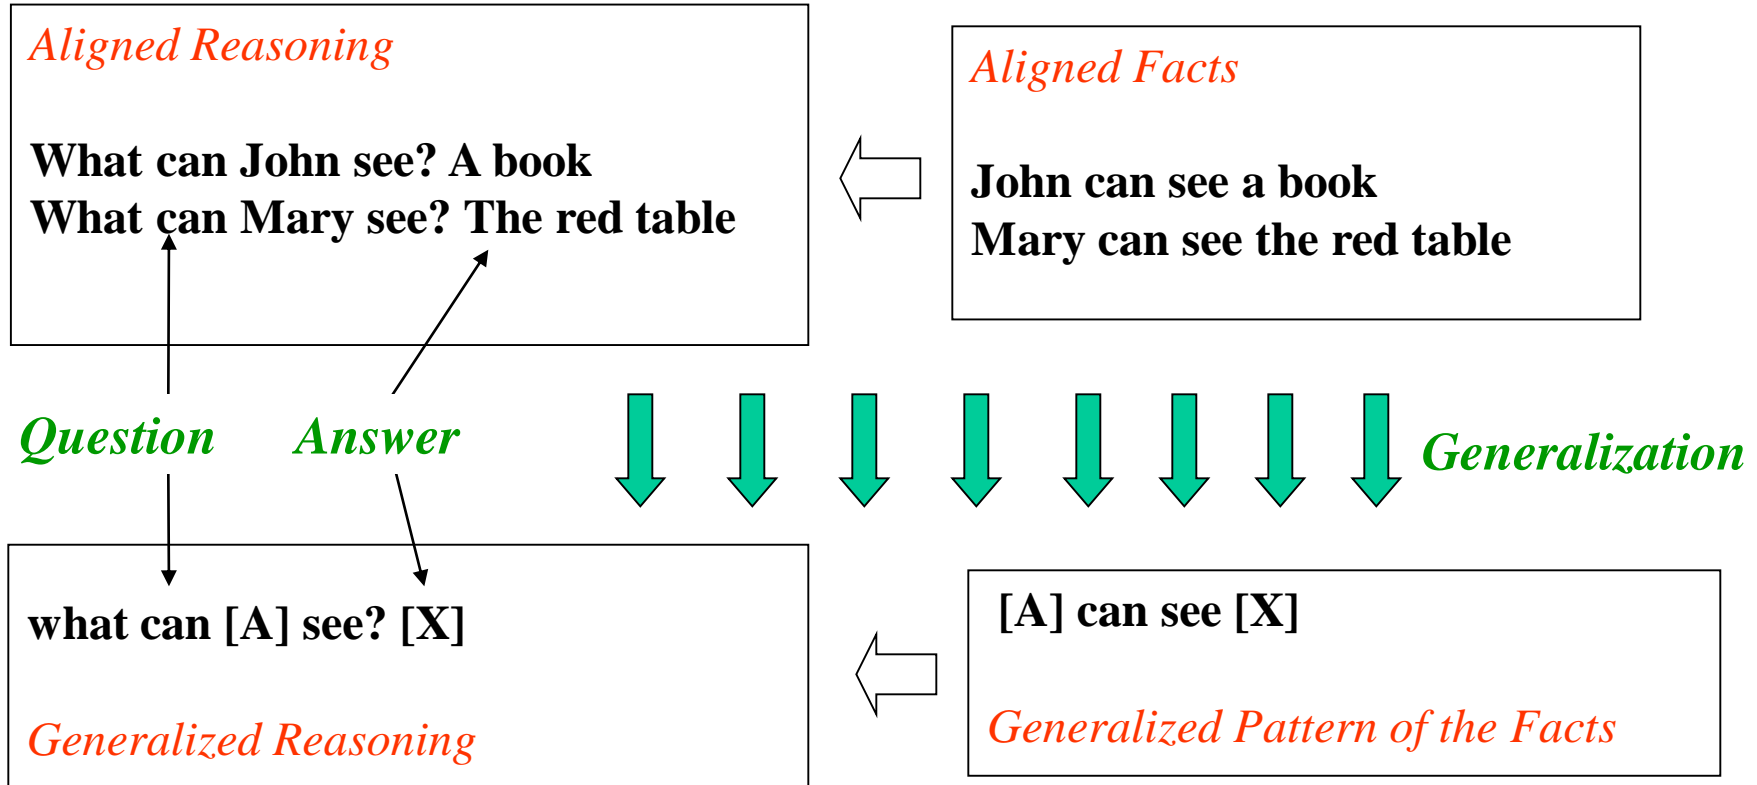 Aligned Reasoning
What can John see? A book
What can Mary see? The red table
Aligned Facts
John can see a book
Mary can see the red table
Question
Answer
Generalization
what can [A] see? [X]
Generalized Reasoning
[A] can see [X]
Generalized Pattern of the Facts